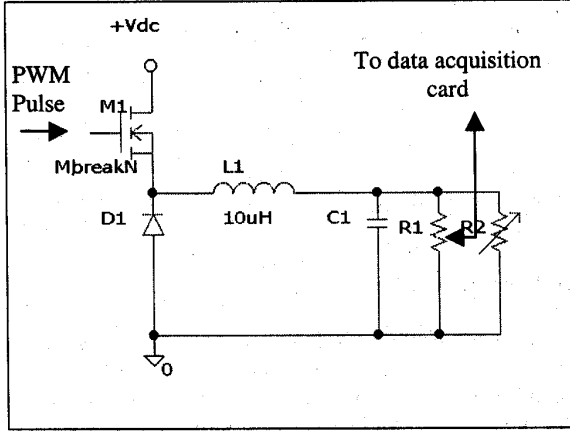 +Vdc
PWM
Pulse
To data acquisition
card
M1
MbreakN
L1
D1
10uH
C1
R1
R2
0